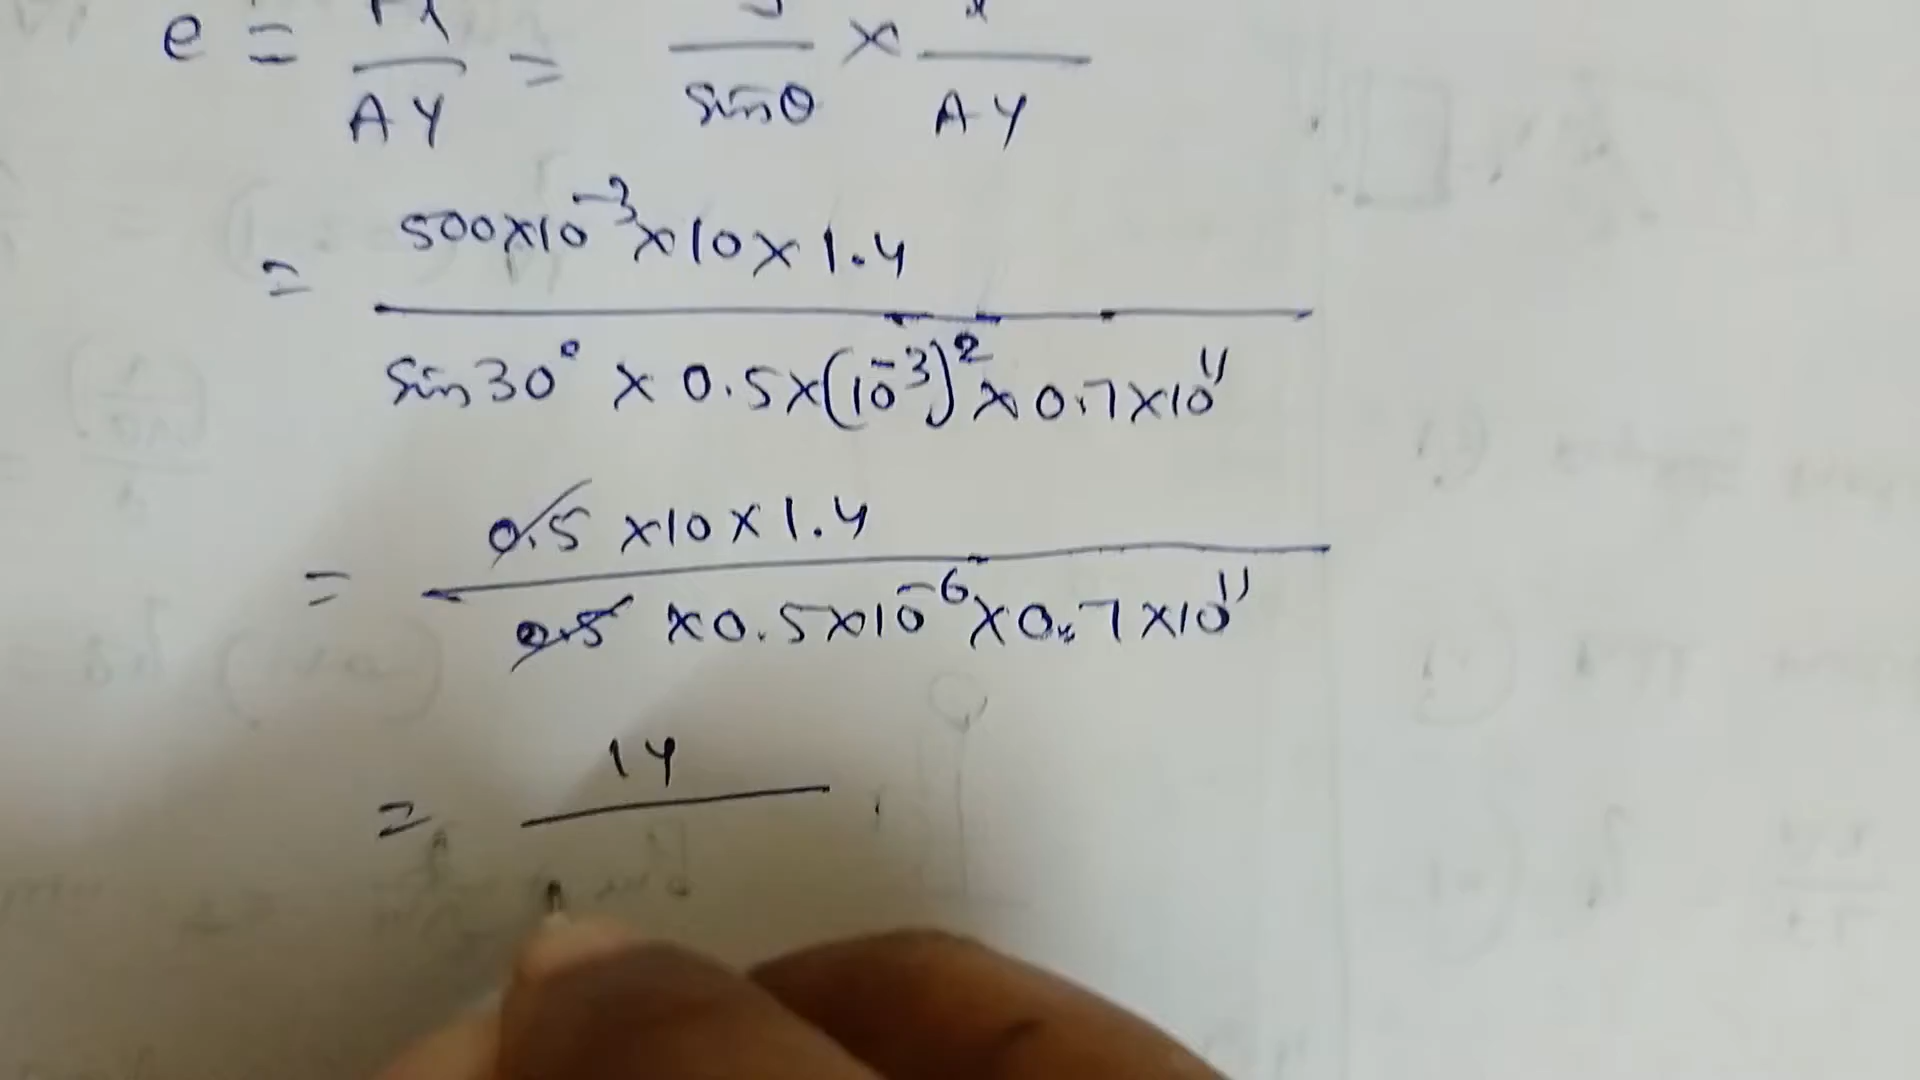 e = / AY = / sinθ × / AY
= 500×10⁻³×10×1.4 / sin30° × 0.5×(10⁻³)²×0.7×10¹¹
= 0.5 ×10×1.4 / 0.5 ×0.5×10⁻⁶×0.7×10¹¹
= 14 /